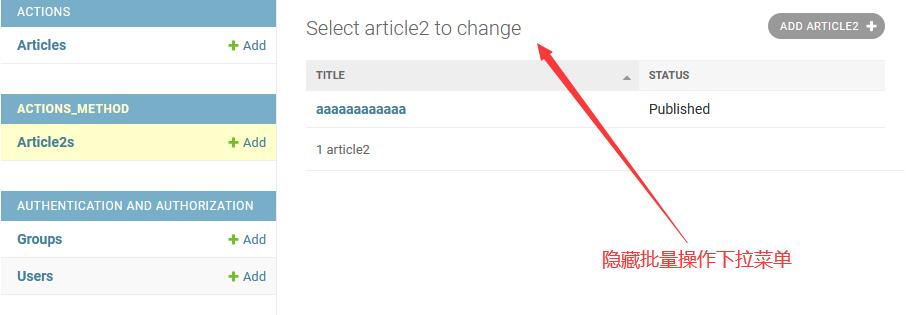 ACTIONS
Articles
Add
ACTIONS_METHOD
Article2s
Add
AUTHENTICATION AND AUTHORIZATION
Groups
Add
Users
Add
Select article2 to change
ADD ARTICLE2
TITLE
STATUS
aaaaaaaaaaaa
Published
1 article2
隐藏批量操作下拉菜单